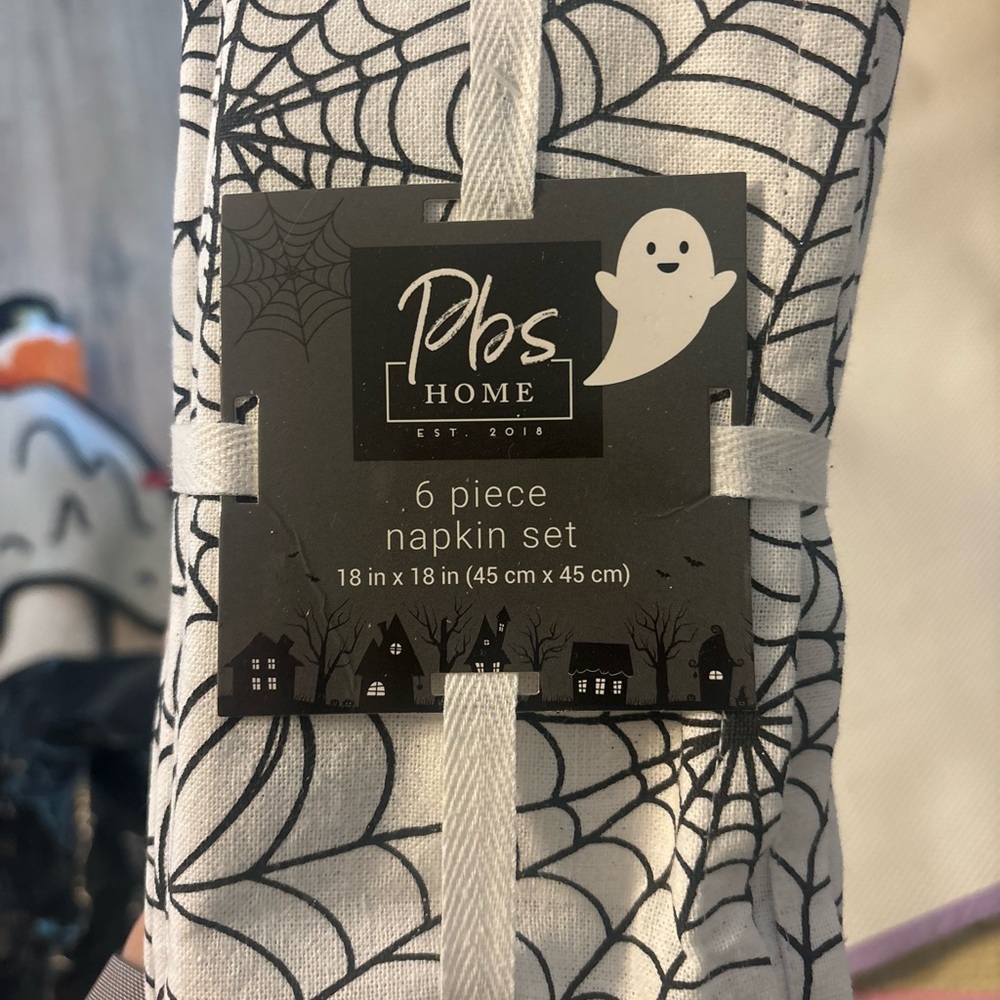 Pbs
HOME
EST. 2018
6 piece
napkin set
18 in x 18 in (45 cm x 45 cm)